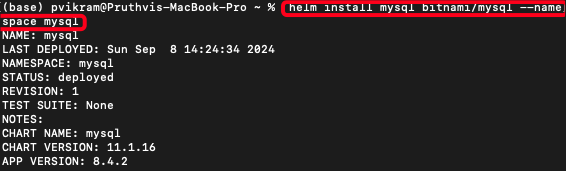 [(base) pvikram@Pruthvis-MacBook-Pro ~ % helm install mysql bitnami/mysql --name]
space mysql
NAME: mysql
LAST DEPLOYED: Sun Sep  8 14:24:34 2024
NAMESPACE: mysql
STATUS: deployed
REVISION: 1
TEST SUITE: None
NOTES:
CHART NAME: mysql
CHART VERSION: 11.1.16
APP VERSION: 8.4.2